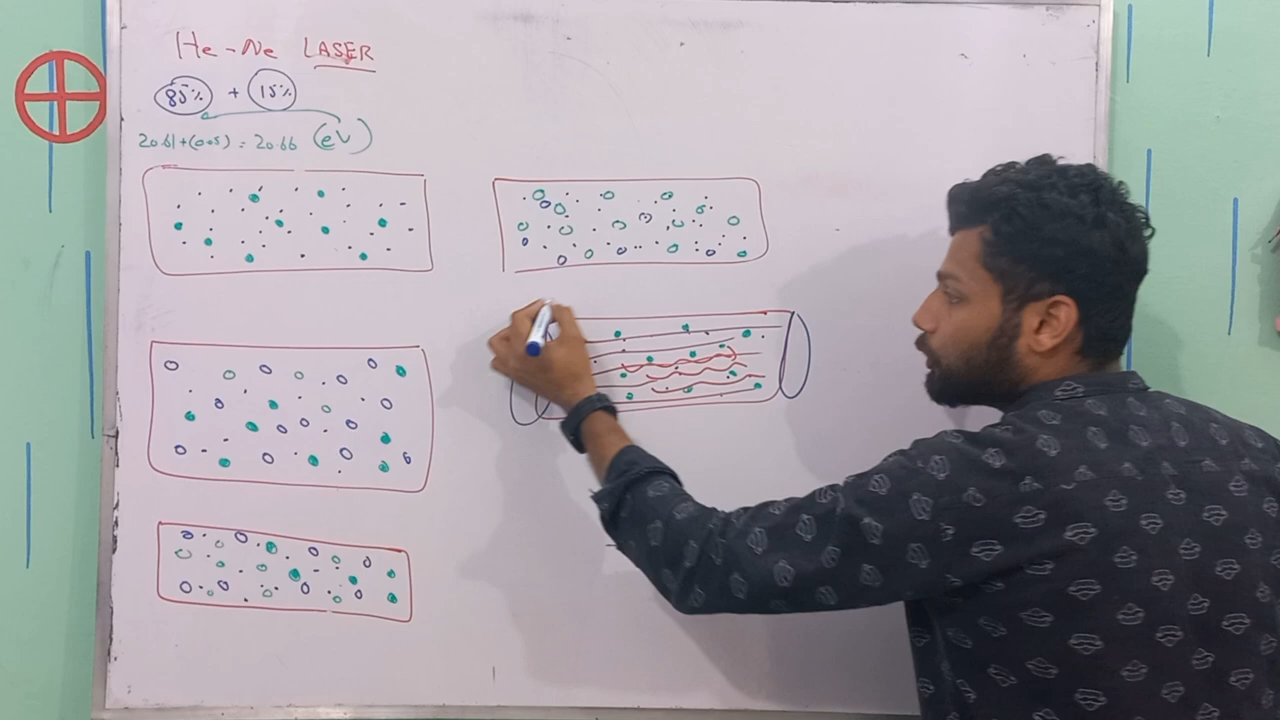 He-Ne LASER
85% + 15%
20.61+(0.05) = 20.66 (eV)